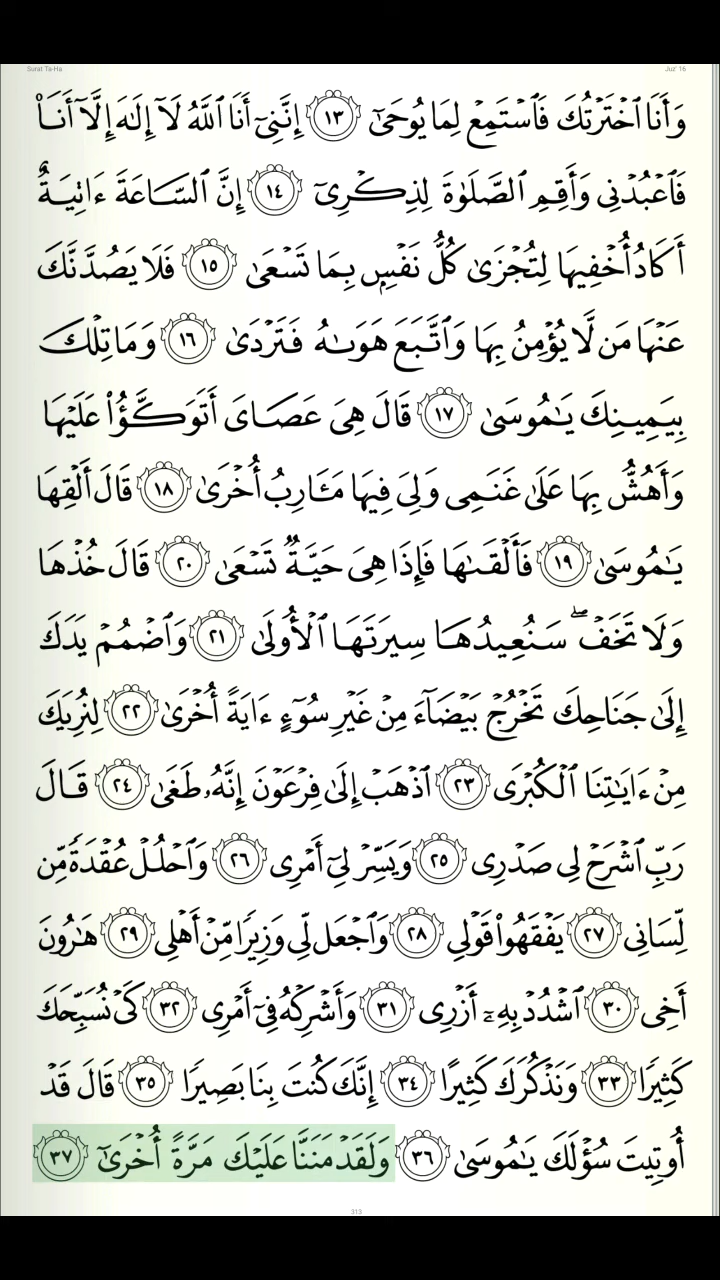 Surat Ta-Ha
Juz' 16
وَأَنَا ٱخْتَرْتُكَ فَٱسْتَمِعْ لِمَا يُوحَىٰٓ ١٣ إِنَّنِىٓ أَنَا ٱللَّهُ لَآ إِلَٰهَ إِلَّآ أَنَا۠
فَٱعْبُدْنِى وَأَقِمِ ٱلصَّلَوٰةَ لِذِكْرِىٓ ١٤ إِنَّ ٱلسَّاعَةَ ءَاتِيَةٌ
أَكَادُ أُخْفِيهَا لِتُجْزَىٰ كُلُّ نَفْسٍۭ بِمَا تَسْعَىٰ ١٥ فَلَا يَصُدَّنَّكَ
عَنْهَا مَن لَّا يُؤْمِنُ بِهَا وَٱتَّبَعَ هَوَىٰهُ فَتَرْدَىٰ ١٦ وَمَا تِلْكَ
بِيَمِينِكَ يَٰمُوسَىٰ ١٧ قَالَ هِىَ عَصَاىَ أَتَوَكَّؤُا۟ عَلَيْهَا
وَأَهُشُّ بِهَا عَلَىٰ غَنَمِى وَلِىَ فِيهَا مَـَٔارِبُ أُخْرَىٰ ١٨ قَالَ أَلْقِهَا
يَٰمُوسَىٰ ١٩ فَأَلْقَىٰهَا فَإِذَا هِىَ حَيَّةٌ تَسْعَىٰ ٢٠ قَالَ خُذْهَا
وَلَا تَخَفْ ۖ سَنُعِيدُهَا سِيرَتَهَا ٱلْأُولَىٰ ٢١ وَٱضْمُمْ يَدَكَ
إِلَىٰ جَنَاحِكَ تَخْرُجْ بَيْضَآءَ مِنْ غَيْرِ سُوٓءٍ ءَايَةً أُخْرَىٰ ٢٢ لِنُرِيَكَ
مِنْ ءَايَٰتِنَا ٱلْكُبْرَى ٢٣ ٱذْهَبْ إِلَىٰ فِرْعَوْنَ إِنَّهُۥ طَغَىٰ ٢٤ قَالَ
رَبِّ ٱشْرَحْ لِى صَدْرِى ٢٥ وَيَسِّرْ لِىٓ أَمْرِى ٢٦ وَٱحْلُلْ عُقْدَةً مِّن
لِّسَانِى ٢٧ يَفْقَهُوا۟ قَوْلِى ٢٨ وَٱجْعَل لِّى وَزِيرًا مِّنْ أَهْلِى ٢٩ هَٰرُونَ
أَخِى ٣٠ ٱشْدُدْ بِهِۦٓ أَزْرِى ٣١ وَأَشْرِكْهُ فِىٓ أَمْرِى ٣٢ كَىْ نُسَبِّحَكَ
كَثِيرًا ٣٣ وَنَذْكُرَكَ كَثِيرًا ٣٤ إِنَّكَ كُنتَ بِنَا بَصِيرًا ٣٥ قَالَ قَدْ
أُوتِيتَ سُؤْلَكَ يَٰمُوسَىٰ ٣٦ وَلَقَدْ مَنَنَّا عَلَيْكَ مَرَّةً أُخْرَىٰٓ ٣٧
313